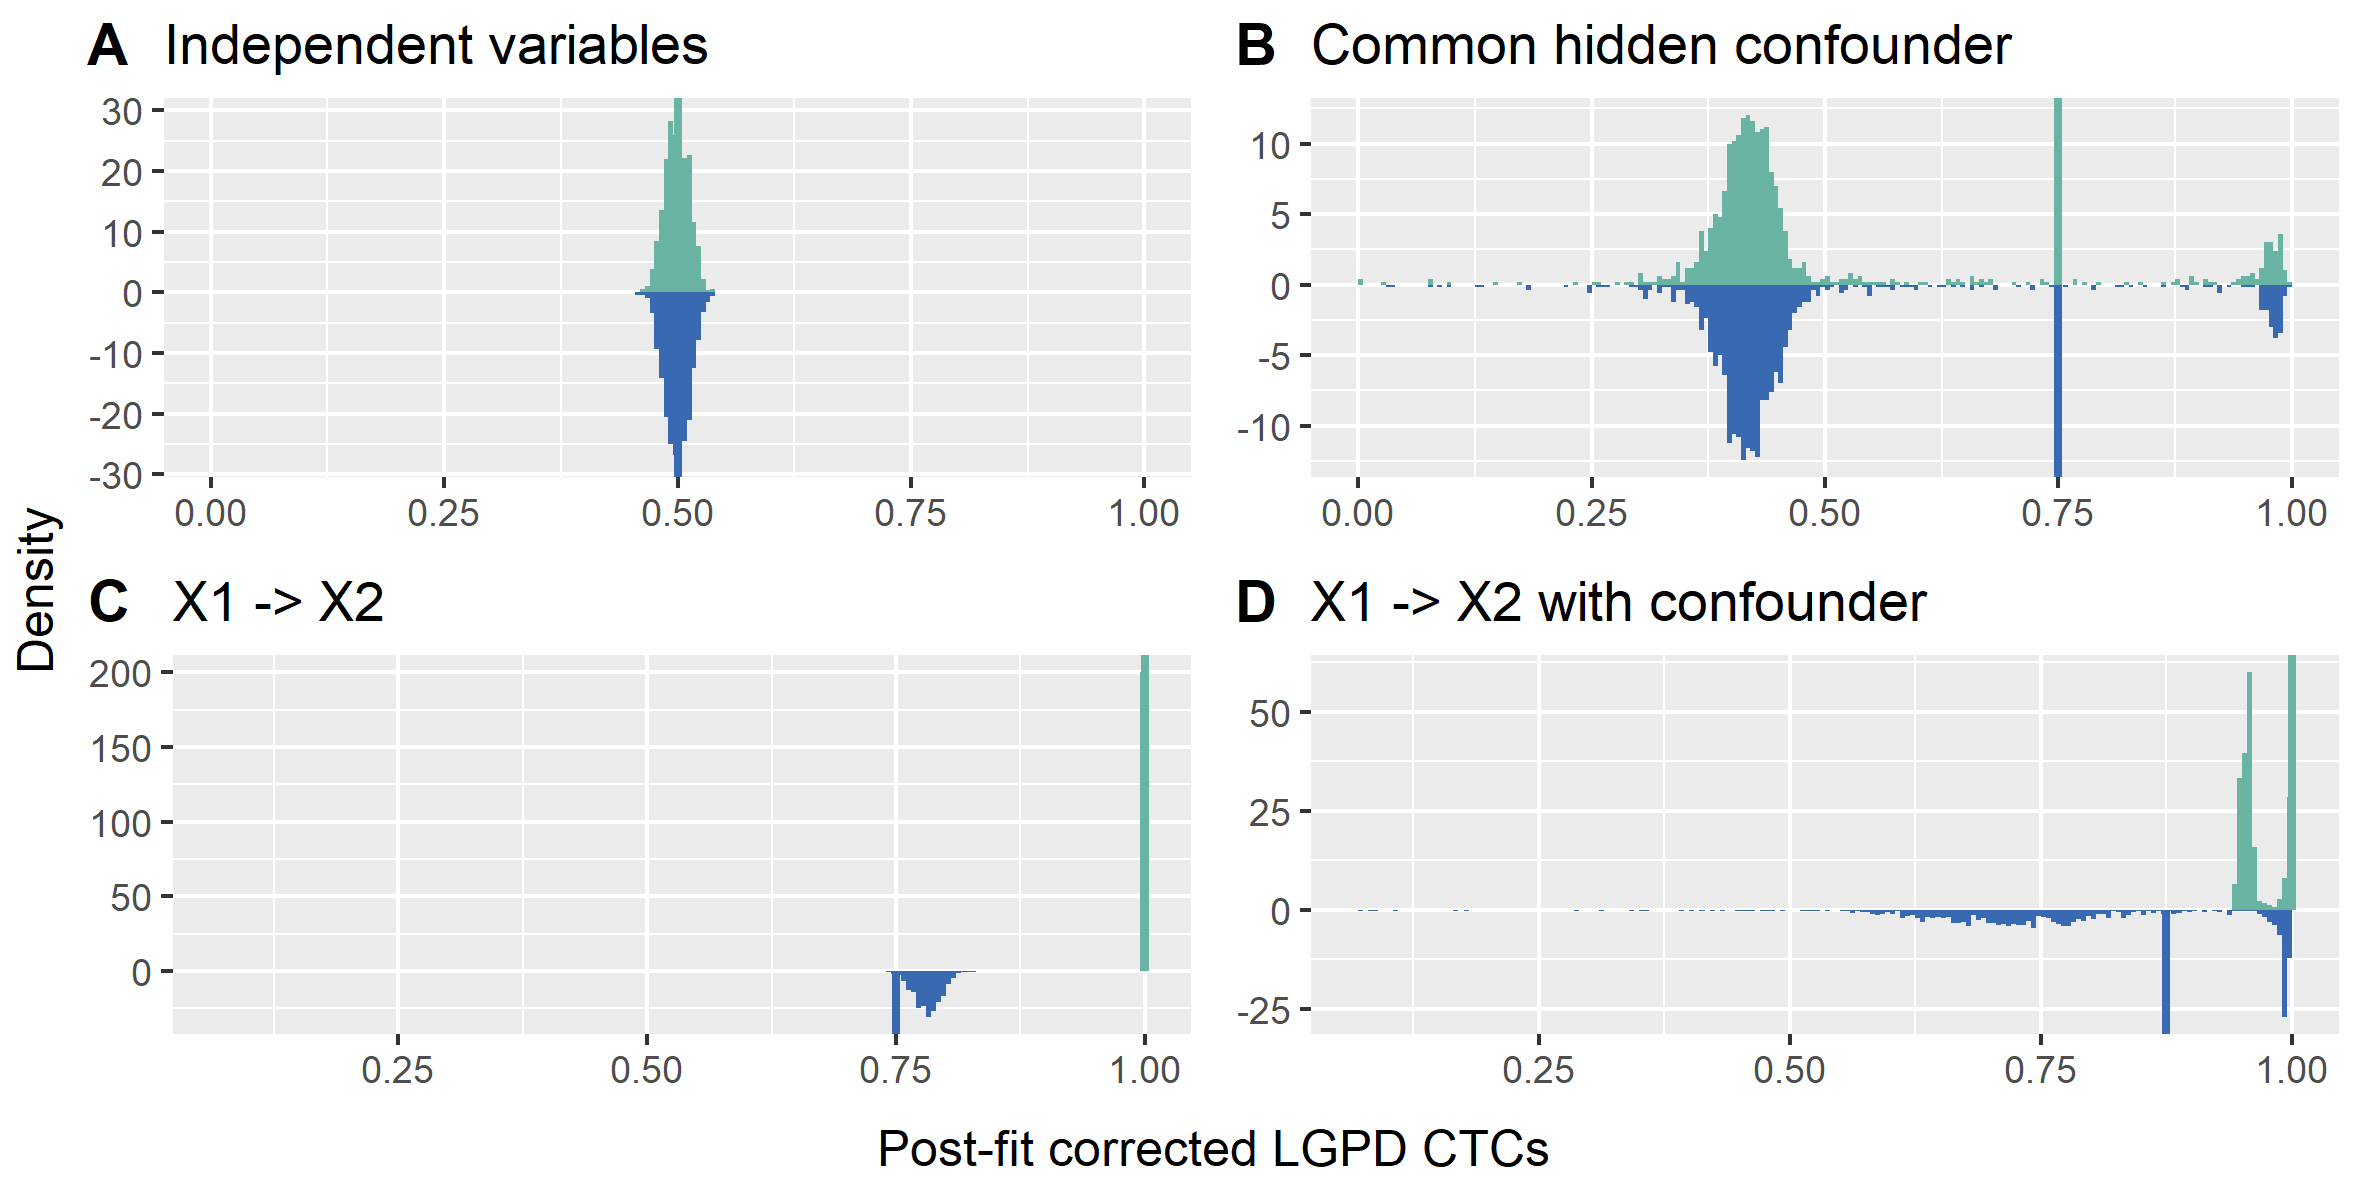 A Independent variables
30
20
10
0
-10
-20
-30
0.00 0.25 0.50 0.75 1.00
B Common hidden confounder
10
5
0
-5
-10
0.00 0.25 0.50 0.75 1.00
Density
C X1 -> X2
200
150
100
50
0
0.25 0.50 0.75 1.00
D X1 -> X2 with confounder
50
25
0
-25
0.25 0.50 0.75 1.00
Post-fit corrected LGPD CTCs